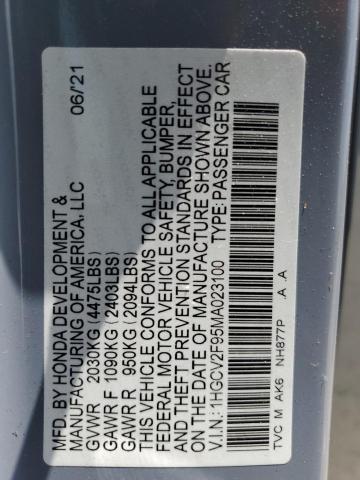 MFD. BY HONDA DEVELOPMENT &
MANUFACTURING OF AMERICA, LLC 06/21
GVWR 2030KG (4475LBS)
GAWR F 1090KG (2403LBS)
GAWR R 950KG (2094LBS)
THIS VEHICLE CONFORMS TO ALL APPLICABLE
FEDERAL MOTOR VEHICLE SAFETY, BUMPER,
AND THEFT PREVENTION STANDARDS IN EFFECT
ON THE DATE OF MANUFACTURE SHOWN ABOVE.
V.I.N.: 1HGCV2F95MA023100 TYPE: PASSENGER CAR
TVC M AK6 NH877P .A .A